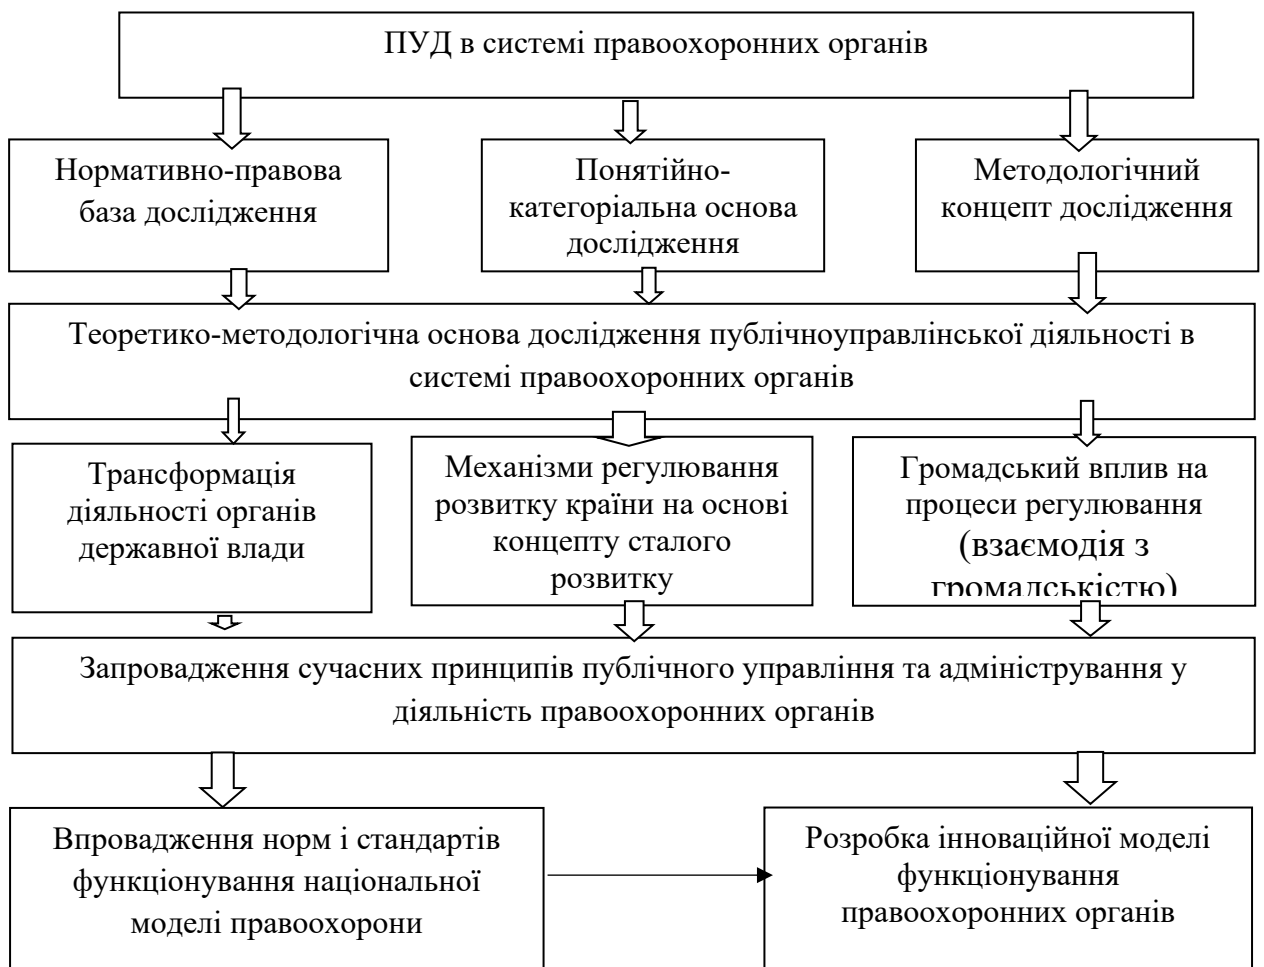 ПУД в системі правоохоронних органів
Нормативно-правова
база дослідження
Понятійно-
категоріальна основа
дослідження
Методологічний
концепт дослідження
Теоретико-методологічна основа дослідження публічноуправлінської діяльності в
системі правоохоронних органів
Трансформація
діяльності органів
державної влади
Механізми регулювання
розвитку країни на основі
концепту сталого
розвитку
Громадський вплив на
процеси регулювання
(взаємодія з
громадськістю)
Запровадження сучасних принципів публічного управління та адміністрування у
діяльність правоохоронних органів
Впровадження норм і стандартів
функціонування національної
моделі правоохорони
Розробка інноваційної моделі
функціонування
правоохоронних органів